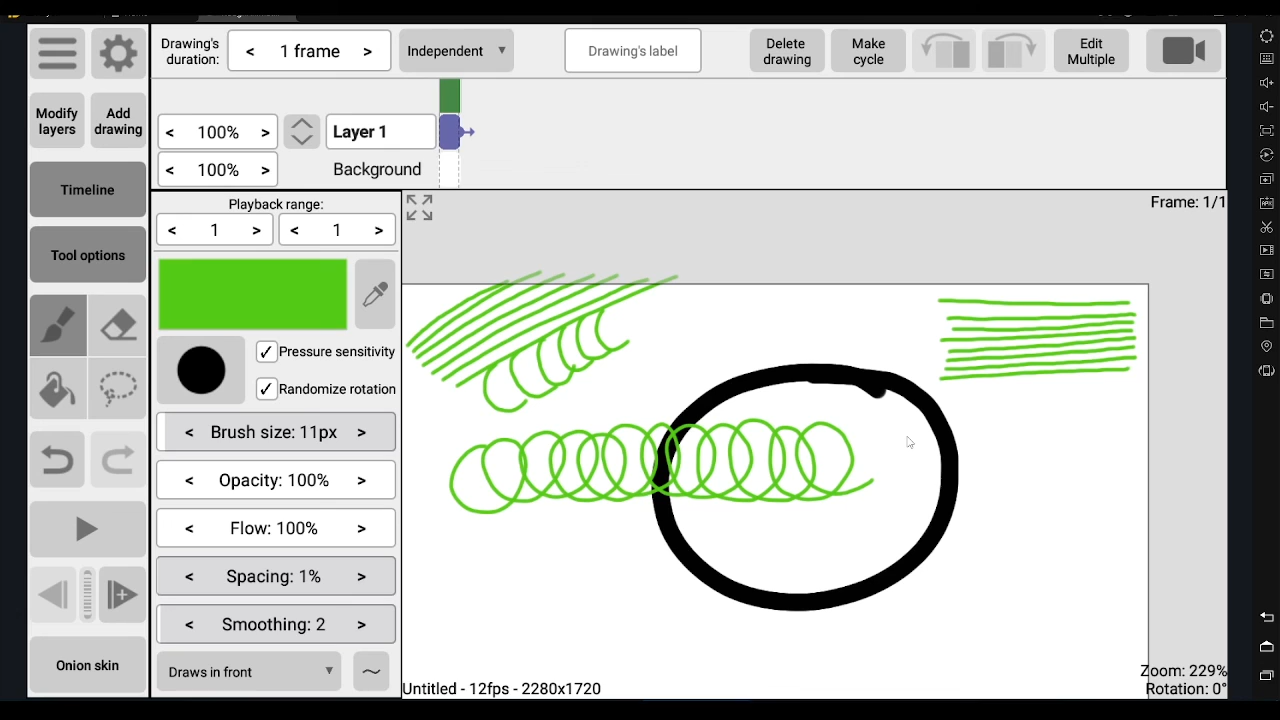 Drawing's
duration:
< 1 frame >
Independent
Drawing's label
Delete
drawing
Make
cycle
Edit
Multiple
Modify
layers
Add
drawing
< 100% >
Layer 1
< 100% >
Background
Timeline
Playback range:
Frame: 1/1
< 1 >
< 1 >
Tool options
Pressure sensitivity
Randomize rotation
< Brush size: 11px >
< Opacity: 100% >
< Flow: 100% >
< Spacing: 1% >
< Smoothing: 2 >
Onion skin
Draws in front
Zoom: 229%
Untitled - 12fps - 2280x1720
Rotation: 0°